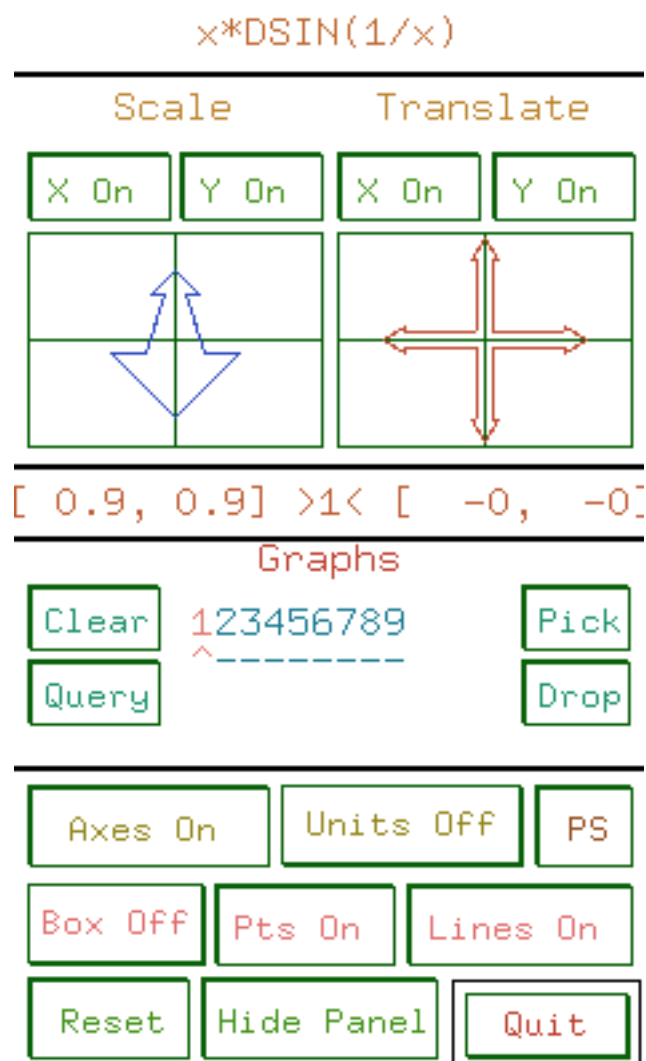 x*DSIN(1/x)
Scale Translate
X On Y On X On Y On
[ 0.9, 0.9] >1< [ -0, -0]
Graphs
Clear 123456789 Pick
^________
Query Drop
Axes On Units Off PS
Box Off Pts On Lines On
Reset Hide Panel Quit